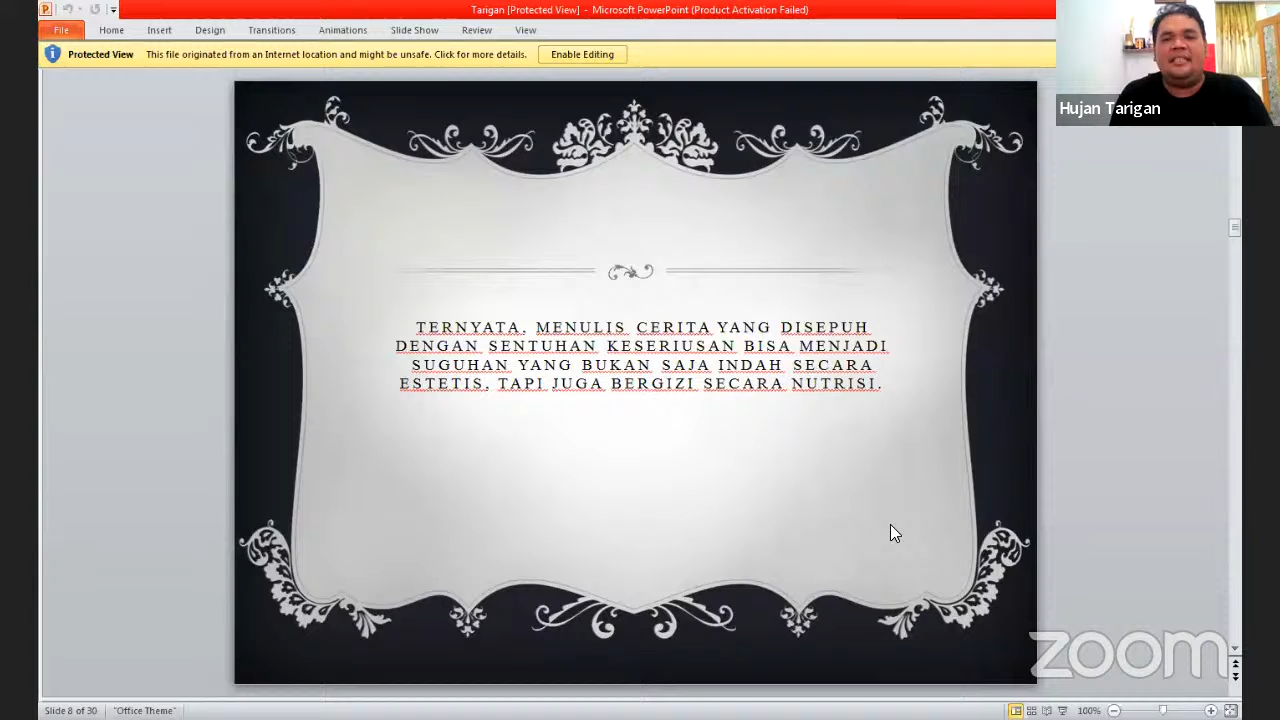 Tarigan [Protected View] - Microsoft PowerPoint (Product Activation Failed)
File Home Insert Design Transitions Animations Slide Show Review View
Protected View This file originated from an Internet location and might be unsafe. Click for more details. Enable Editing
Hujan Tarigan
TERNYATA. MENULIS CERITA YANG DISEPUH
DENGAN SENTUHAN KESERIUSAN BISA MENJADI
SUGUHAN YANG BUKAN SAJA INDAH SECARA
ESTETIS. TAPI JUGA BERGIZI SECARA NUTRISI.
zoom
Slide 8 of 30 "Office Theme" 100%